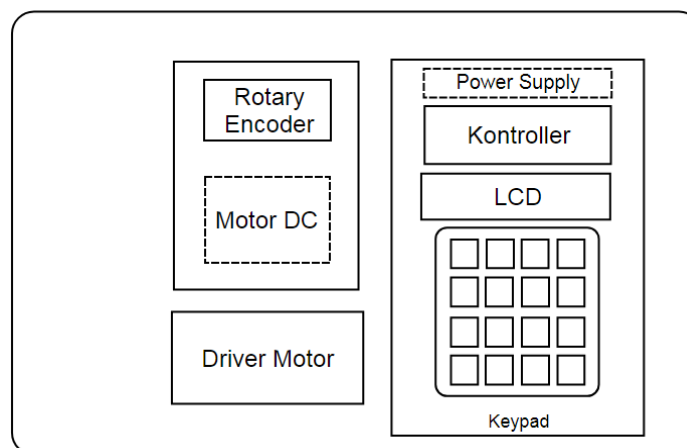 Rotary
Encoder
Motor DC
Driver Motor
Power Supply
Kontroller
LCD
Keypad